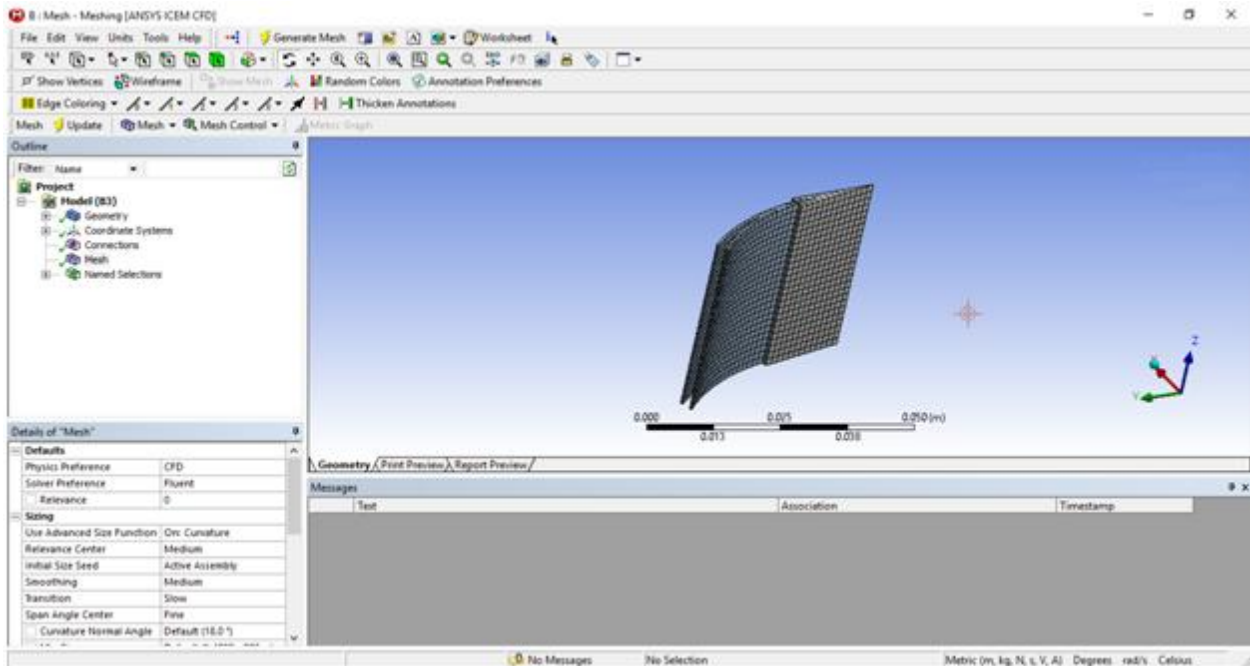 B : Mesh - Meshing [ANSYS ICEM CFD]
File Edit View Units Tools Help Generate Mesh Worksheet
Show Vertices Wireframe Show Mesh Random Colors Annotation Preferences
Edge Coloring Thicken Annotations
Mesh Update Mesh Mesh Control Metric Graph
Outline
Filter: Name
Project
Model (B3)
Geometry
Coordinate Systems
Connections
Mesh
Named Selections
Z
Y
0.000 0.025 0.050 (m)
0.013 0.038
Details of "Mesh"
Defaults
Physics Preference CFD
Solver Preference Fluent
Relevance 0
Sizing
Use Advanced Size Function On: Curvature
Relevance Center Medium
Initial Size Seed Active Assembly
Smoothing Medium
Transition Slow
Span Angle Center Fine
Curvature Normal Angle Default (18.0 °)
Geometry Print Preview Report Preview
Messages
Text Association Timestamp
No Messages No Selection Metric (m, kg, N, s, V, A) Degrees rad/s Celsius